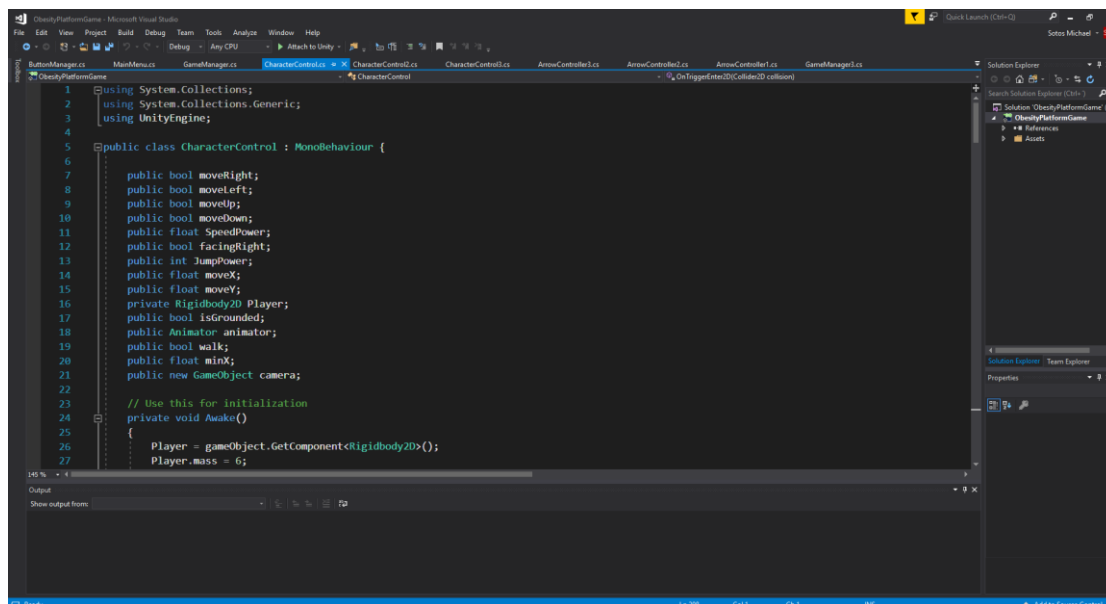 ObesityPlatformGame - Microsoft Visual Studio
Quick Launch (Ctrl+Q)
File Edit View Project Build Debug Team Tools Analyze Window Help
Sotos Michael
Debug Any CPU Attach to Unity
ButtonManager.cs MainMenu.cs GameManager.cs CharacterControl.cs CharacterControl2.cs CharacterControl3.cs ArrowController3.cs ArrowController2.cs ArrowController1.cs GameManager3.cs
Toolbox
ObesityPlatformGame CharacterControl OnTriggerEnter2D(Collider2D collision)
1 using System.Collections;
2 using System.Collections.Generic;
3 using UnityEngine;
4
5 public class CharacterControl : MonoBehaviour {
6
7 public bool moveRight;
8 public bool moveLeft;
9 public bool moveUp;
10 public bool moveDown;
11 public float SpeedPower;
12 public bool facingRight;
13 public int JumpPower;
14 public float moveX;
15 public float moveY;
16 private Rigidbody2D Player;
17 public bool isGrounded;
18 public Animator animator;
19 public bool walk;
20 public float minX;
21 public new GameObject camera;
22
23 // Use this for initialization
24 private void Awake()
25 {
26 Player = gameObject.GetComponent<Rigidbody2D>();
27 Player.mass = 6;
145 %
Output
Show output from:
Solution Explorer
Search Solution Explorer (Ctrl+')
Solution 'ObesityPlatformGame'
ObesityPlatformGame
References
Assets
Solution Explorer Team Explorer
Properties